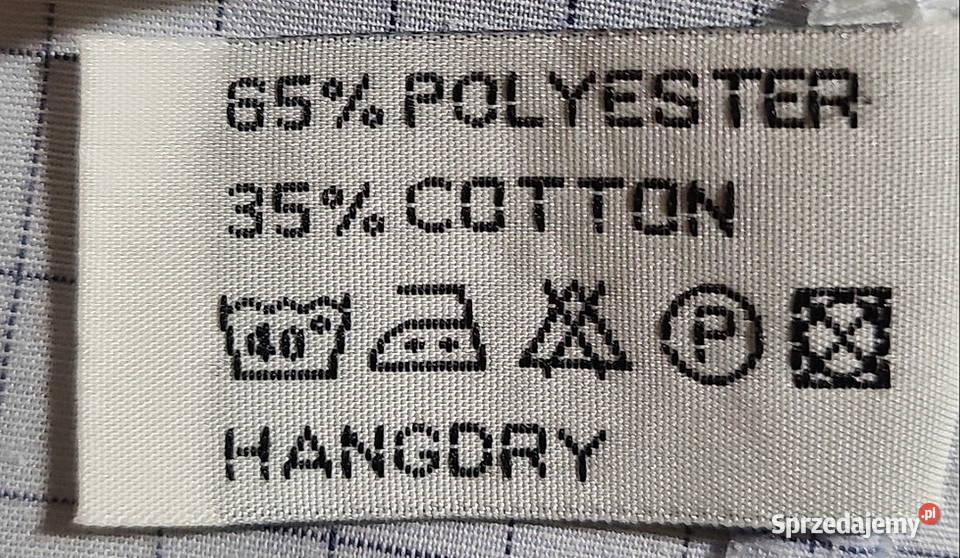 65% POLYESTER
35% COTTON
40°
P
HANGDRY
Sprzedajemy.pl